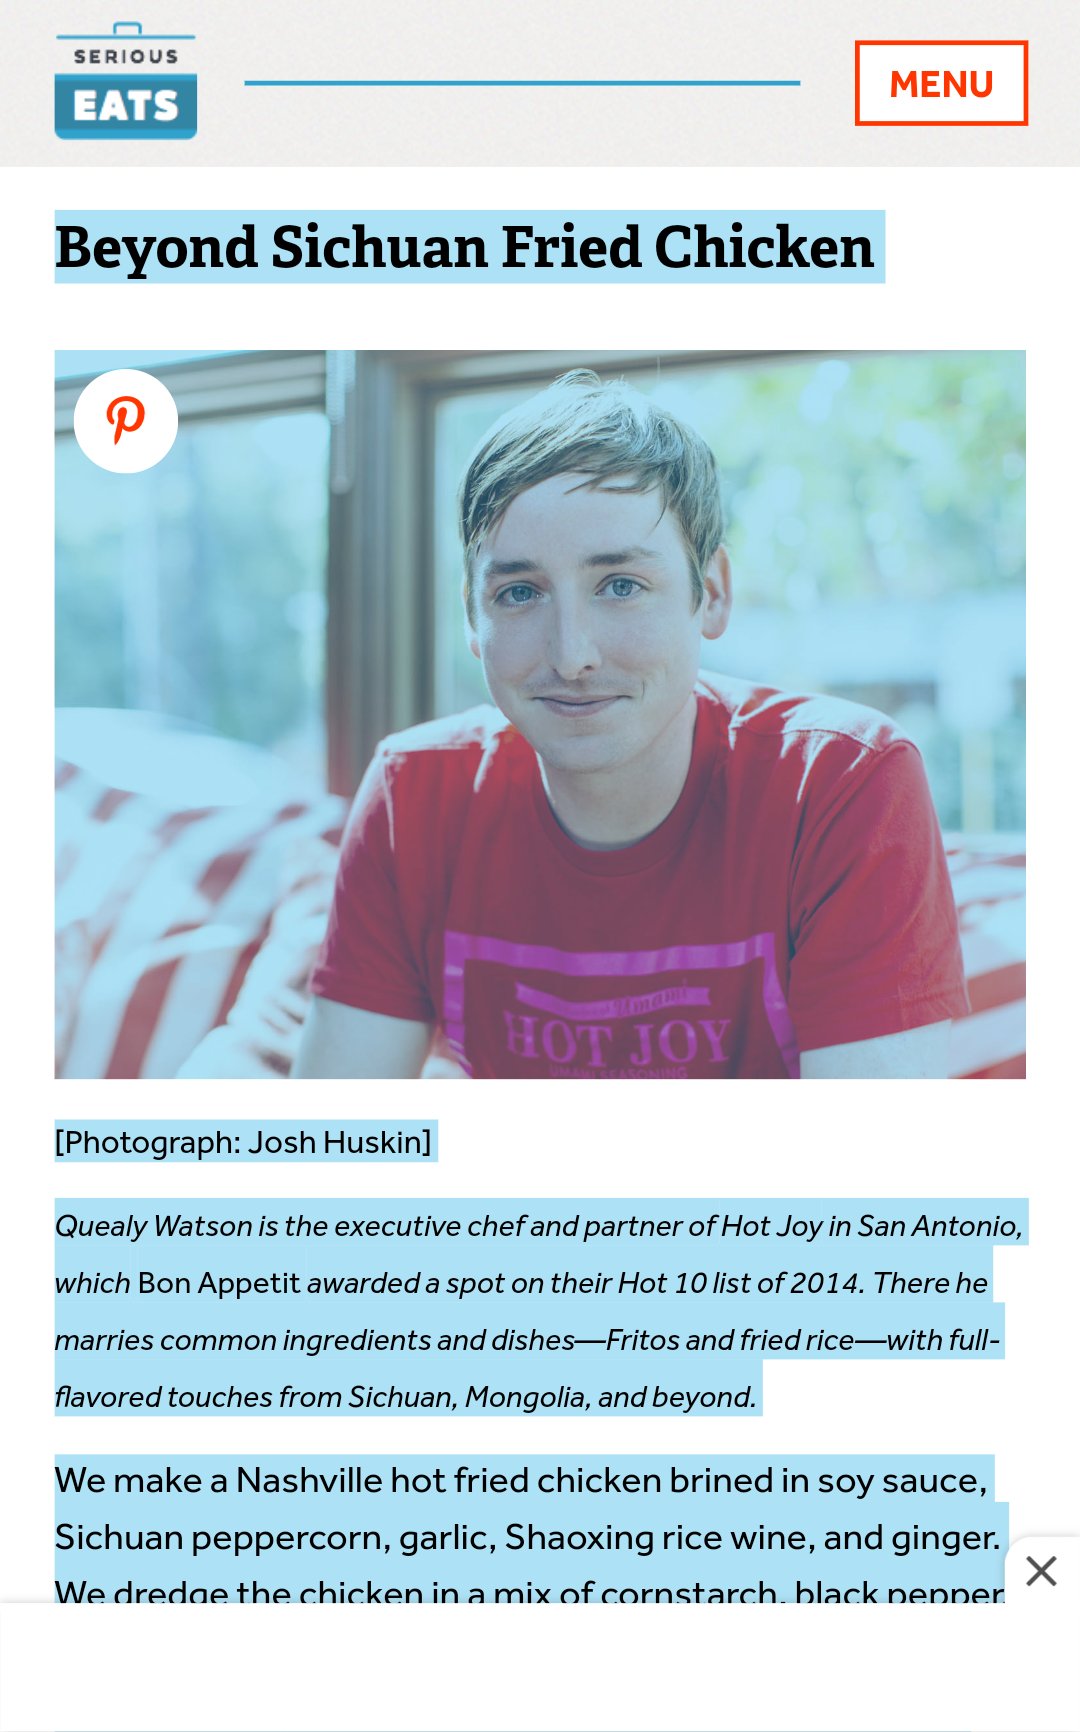 SERIOUS
EATS
MENU
Beyond Sichuan Fried Chicken
Umami
HOT JOY
UMAMI SEASONING
[Photograph: Josh Huskin]
Quealy Watson is the executive chef and partner of Hot Joy in San Antonio,
which Bon Appetit awarded a spot on their Hot 10 list of 2014. There he
marries common ingredients and dishes—Fritos and fried rice—with full-
flavored touches from Sichuan, Mongolia, and beyond.
We make a Nashville hot fried chicken brined in soy sauce,
Sichuan peppercorn, garlic, Shaoxing rice wine, and ginger.
We dredge the chicken in a mix of cornstarch, black pepper